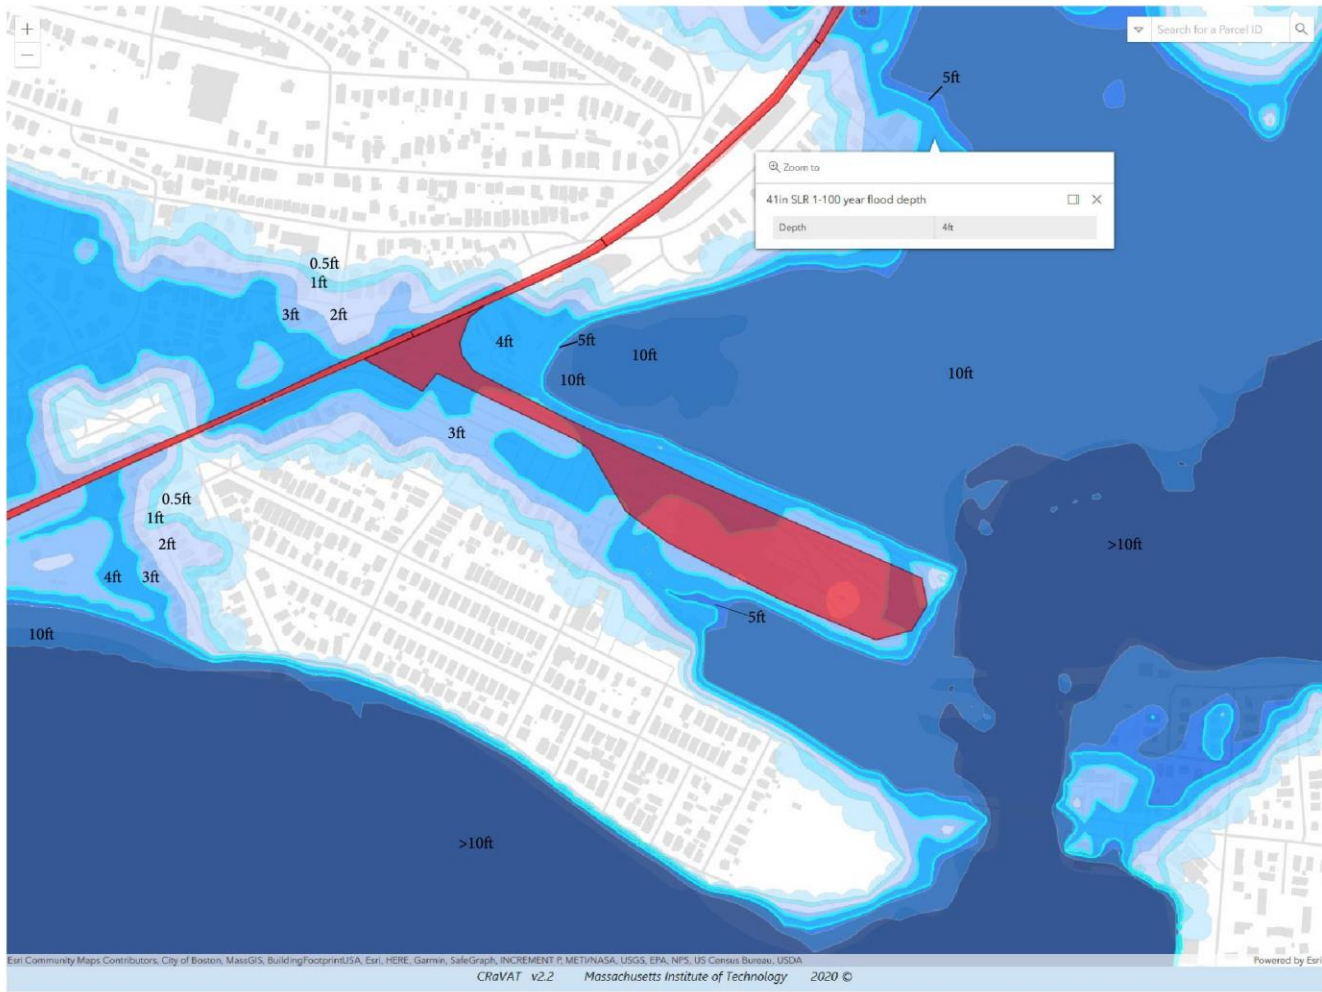 +
−
Search for a Parcel ID
5ft
Zoom to
41in SLR 1-100 year flood depth
Depth 4ft
0.5ft
1ft
3ft 2ft
4ft
5ft
10ft
10ft
10ft
3ft
0.5ft
1ft
2ft
4ft 3ft
>10ft
5ft
10ft
>10ft
Esri Community Maps Contributors, City of Boston, MassGIS, BuildingFootprintUSA, Esri, HERE, Garmin, SafeGraph, INCREMENT P, METI/NASA, USGS, EPA, NPS, US Census Bureau, USDA
Powered by Esri
CRaVAT v2.2 Massachusetts Institute of Technology 2020 ©